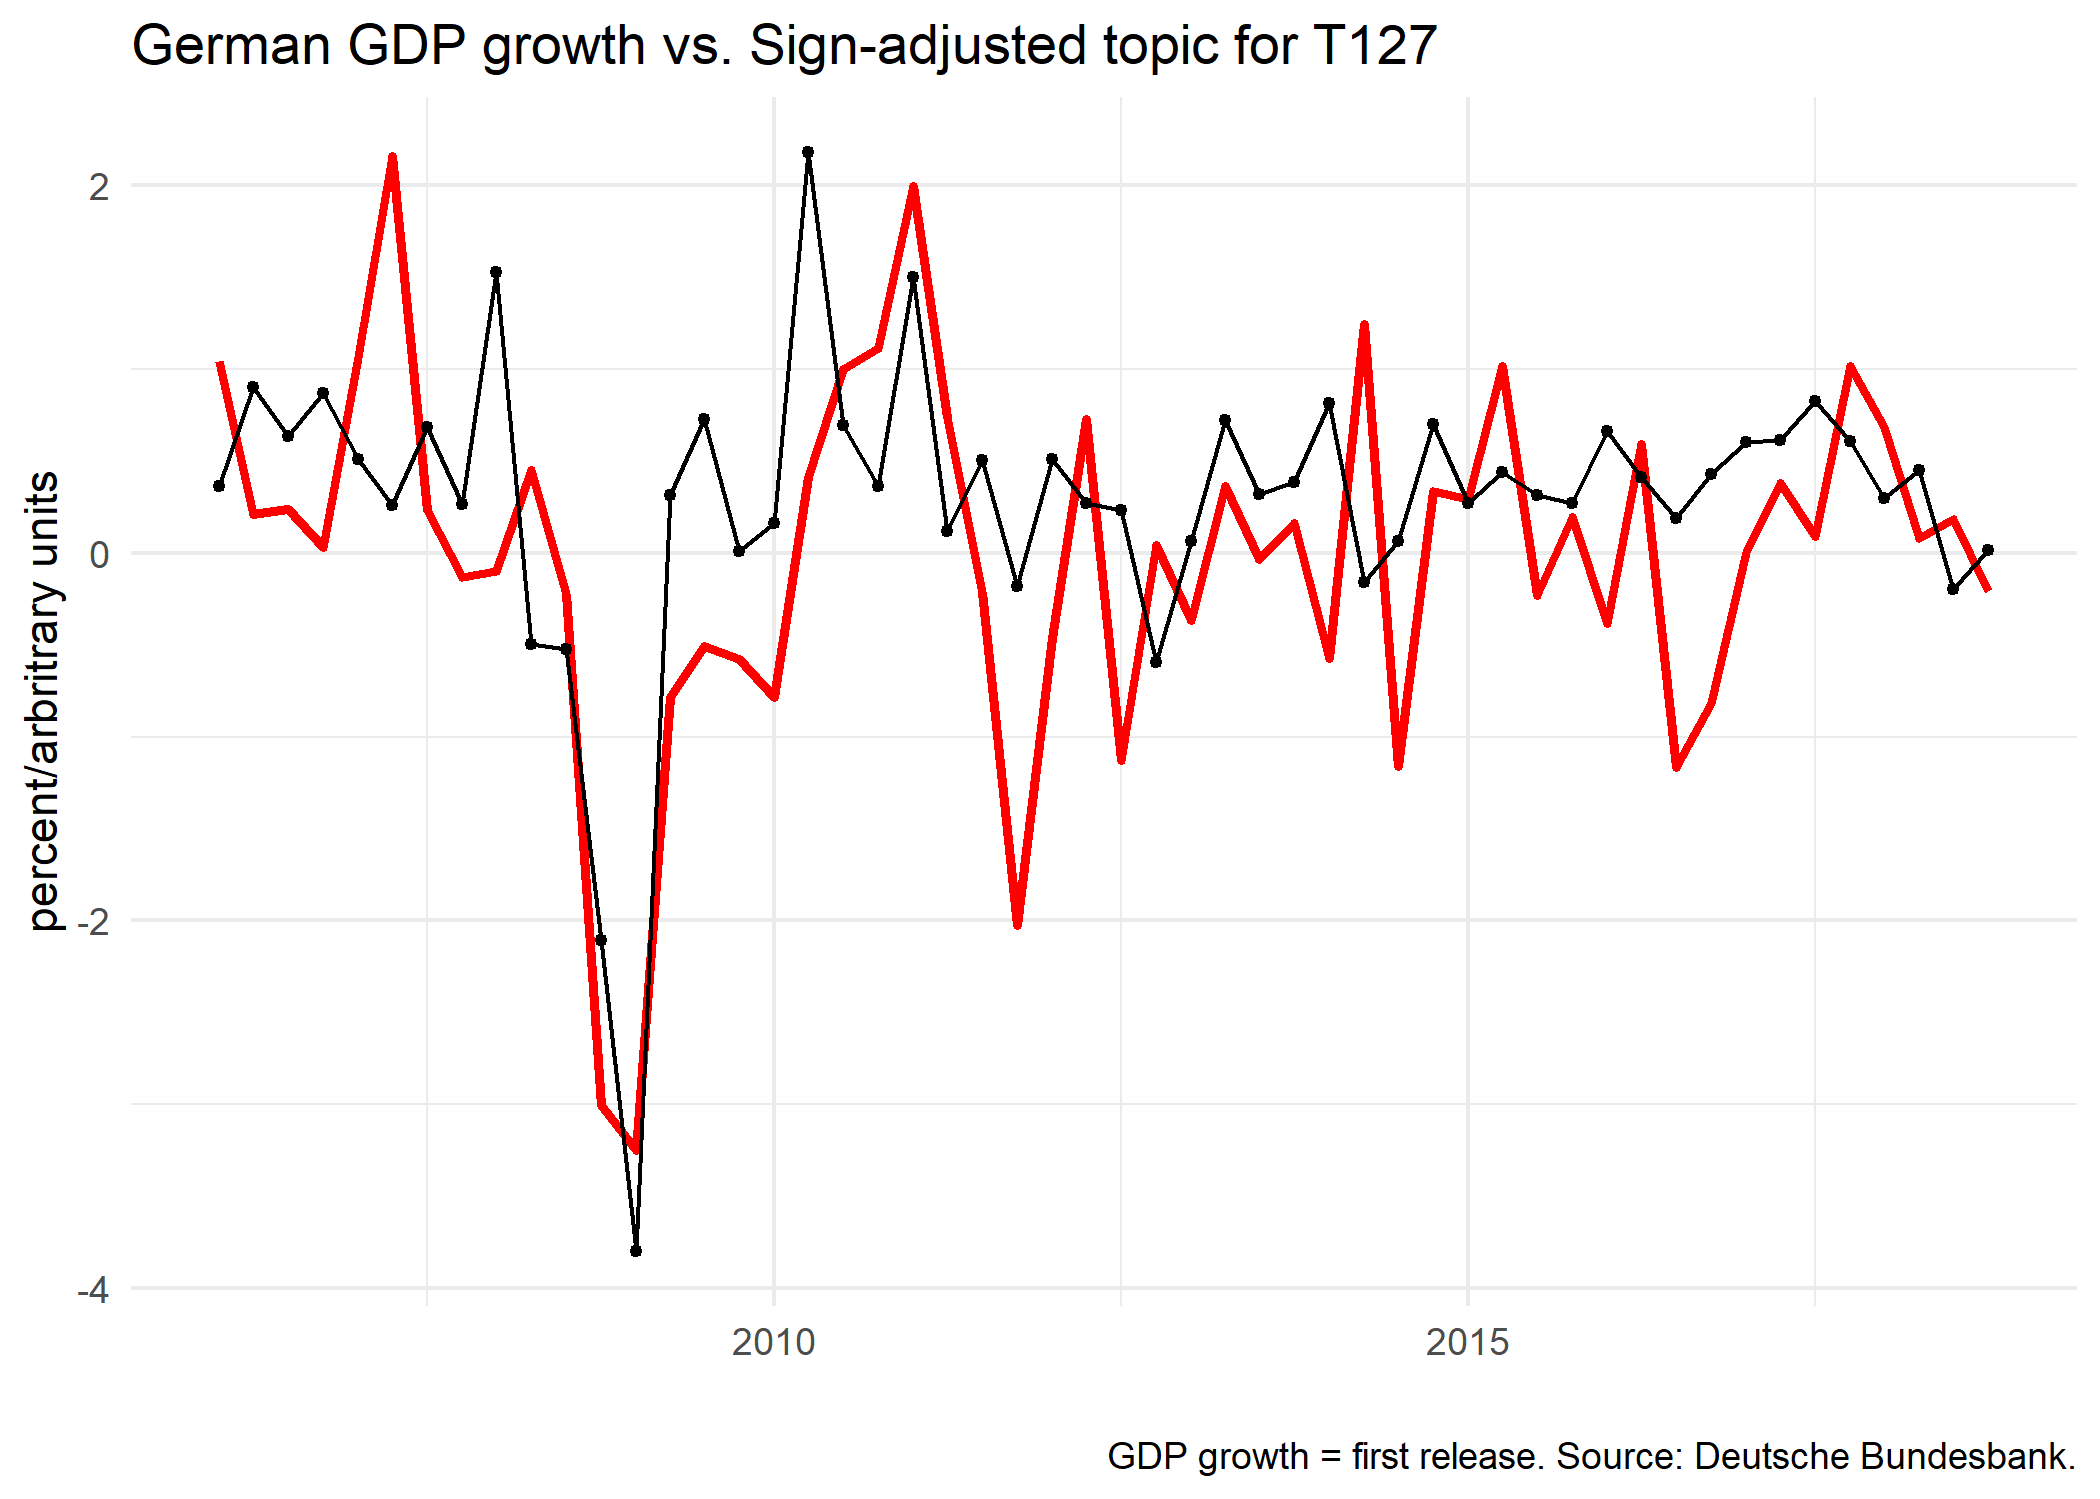 German GDP growth vs. Sign-adjusted topic for T127
percent/arbritrary units
2
0
-2
-4
2010
2015
GDP growth = first release. Source: Deutsche Bundesbank.